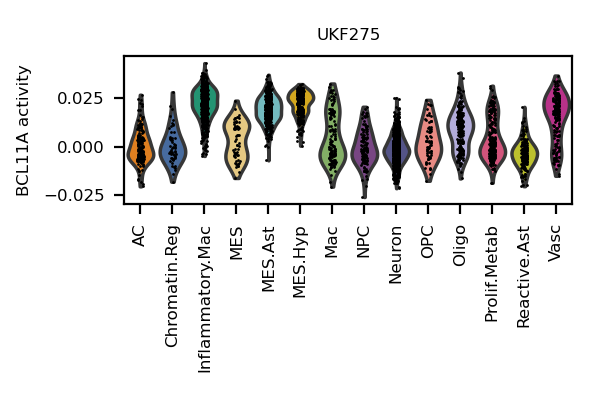 UKF275
BCL11A activity
0.025
0.000
−0.025
AC
Chromatin.Reg
Inflammatory.Mac
MES
MES.Ast
MES.Hyp
Mac
NPC
Neuron
OPC
Oligo
Prolif.Metab
Reactive.Ast
Vasc